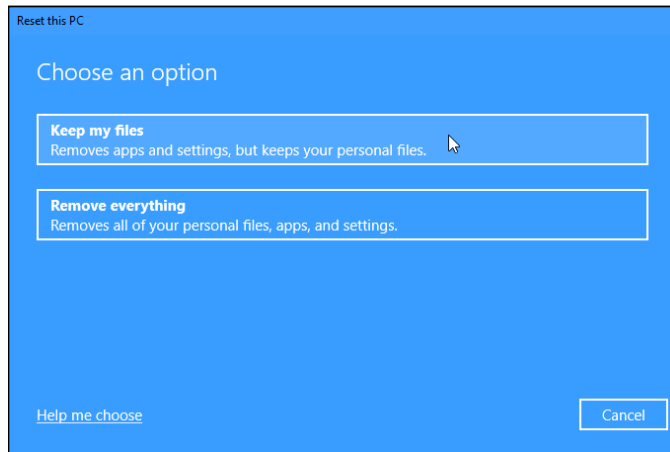 Reset this PC
Choose an option
Keep my files
Removes apps and settings, but keeps your personal files.
Remove everything
Removes all of your personal files, apps, and settings.
Help me choose
Cancel